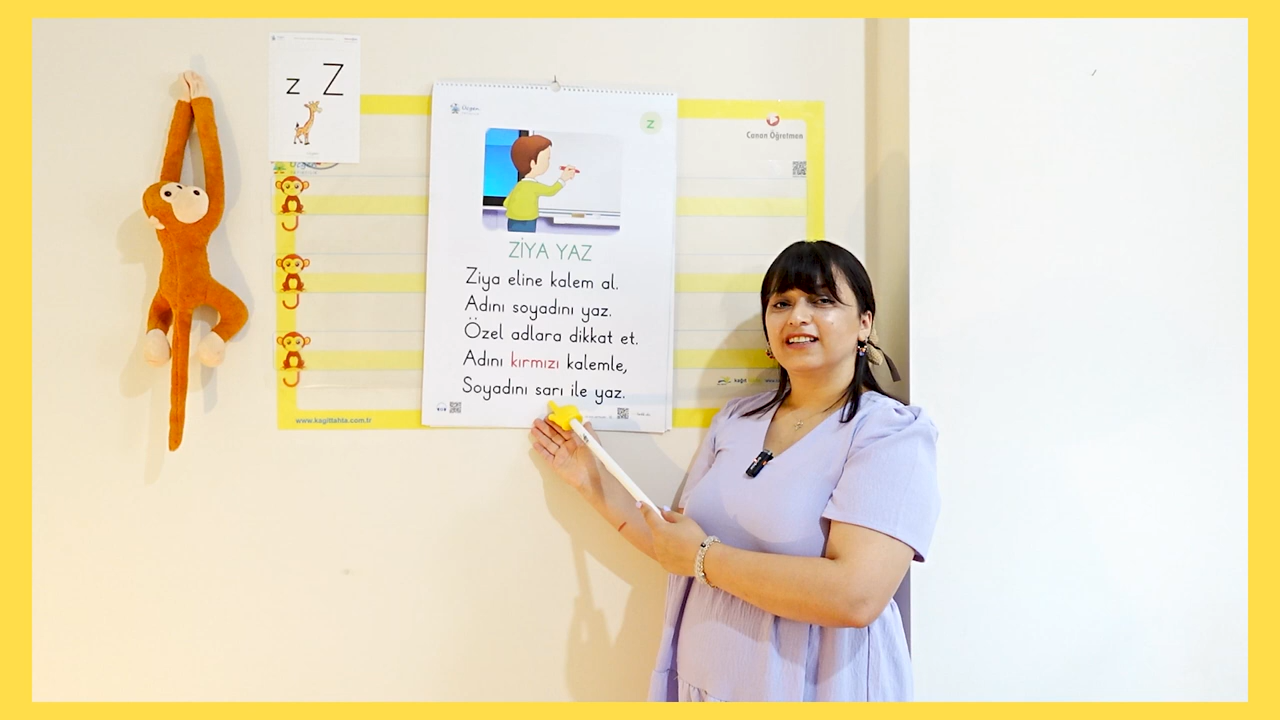 z Z
Üçgen
z
Canan Öğretmen
ZİYA YAZ
Ziya eline kalem al.
Adını soyadını yaz.
Özel adlara dikkat et.
Adını kırmızı kalemle,
Soyadını sarı ile yaz.
www.kagittahta.com.tr